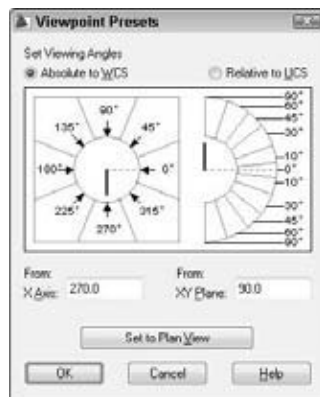 Viewpoint Presets
Set Viewing Angles
Absolute to WCS
Relative to UCS
90°
135°
45°
180°
0°
225°
315°
270°
90°
60°
45°
30°
10°
0°
10°
30°
45°
60°
90°
From:
X Axis: 270.0
From:
XY Plane: 90.0
Set to Plan View
OK
Cancel
Help